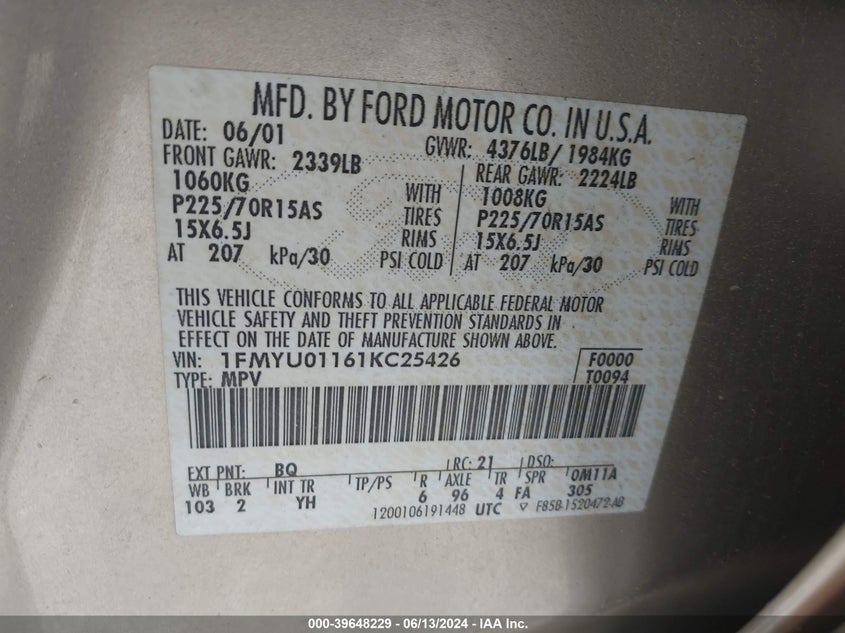 MFD. BY FORD MOTOR CO. IN U.S.A.
DATE: 06/01 GVWR: 4376LB/ 1984KG
FRONT GAWR: 2339LB REAR GAWR: 2224LB
1060KG WITH 1008KG WITH
P225/70R15AS TIRES P225/70R15AS TIRES
15X6.5J RIMS 15X6.5J RIMS
AT 207 kPa/30 PSI COLD AT 207 kPa/30 PSI COLD
THIS VEHICLE CONFORMS TO ALL APPLICABLE FEDERAL MOTOR
VEHICLE SAFETY AND THEFT PREVENTION STANDARDS IN
EFFECT ON THE DATE OF MANUFACTURE SHOWN ABOVE.
VIN: 1FMYU01161KC25426 F0000
TYPE: MPV T0094
EXT PNT: BQ RC: 21 DSO:
WB BRK INT TR TP/PS R AXLE TR SPR 0M11A
103 2 YH 6 96 4 FA 305
1200106191448 UTC ▽ F85B-1520472-AB
000-39648229 - 06/13/2024 - IAA Inc.